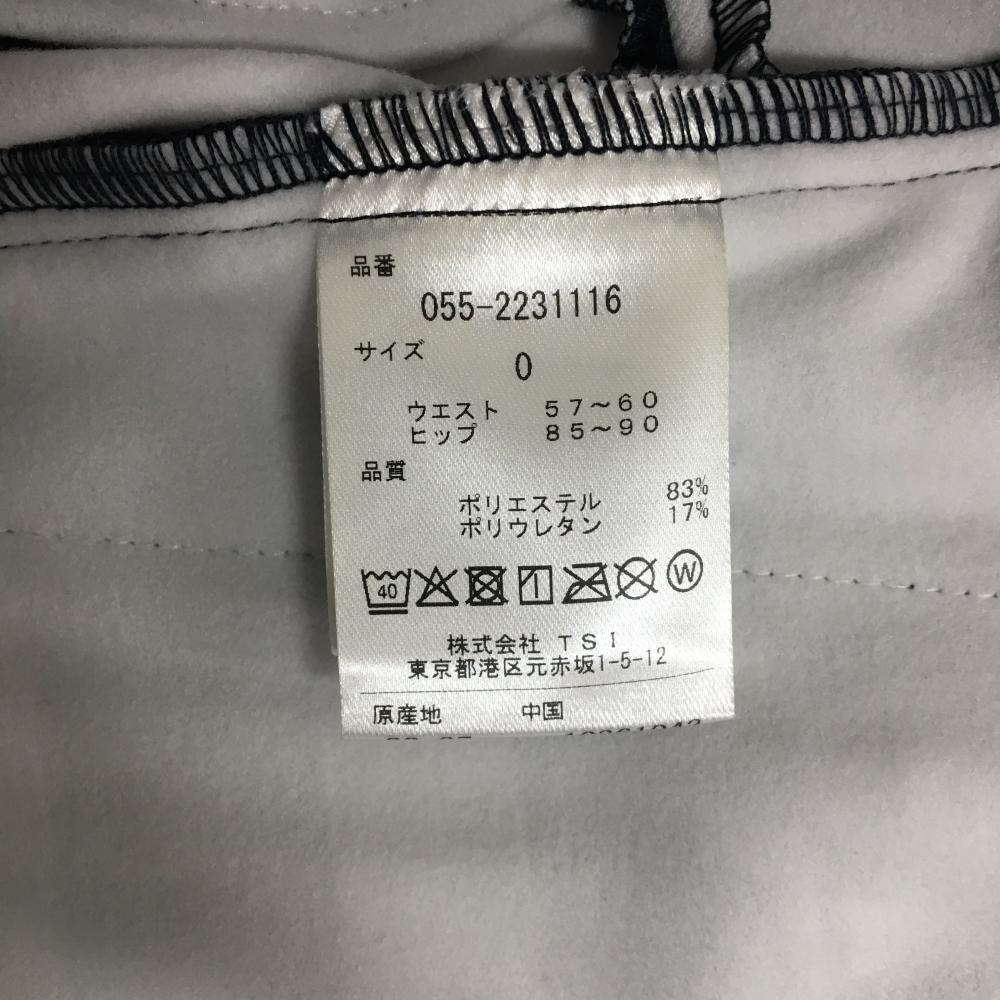 品番
055-2231116
サイズ
0
ウエスト 57～60
ヒップ 85～90
品質
ポリエステル 83%
ポリウレタン 17%
40 W
株式会社 TSI
東京都港区元赤坂1-5-12
原産地 中国